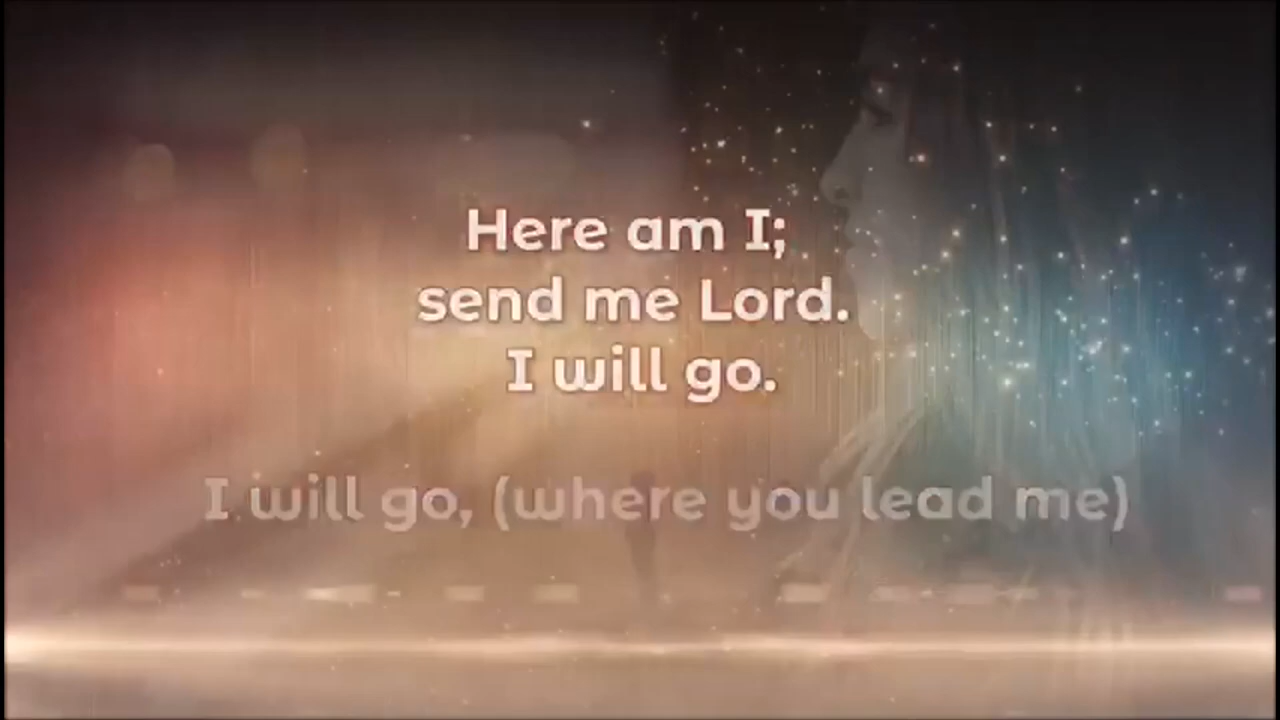 Here am I;
send me Lord.
I will go.
I will go, (where you lead me)